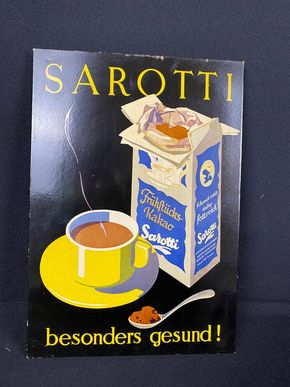 SAROTTI
Frühstücks-
Kakao
Sarotti
Sarotti
besonders gesund!